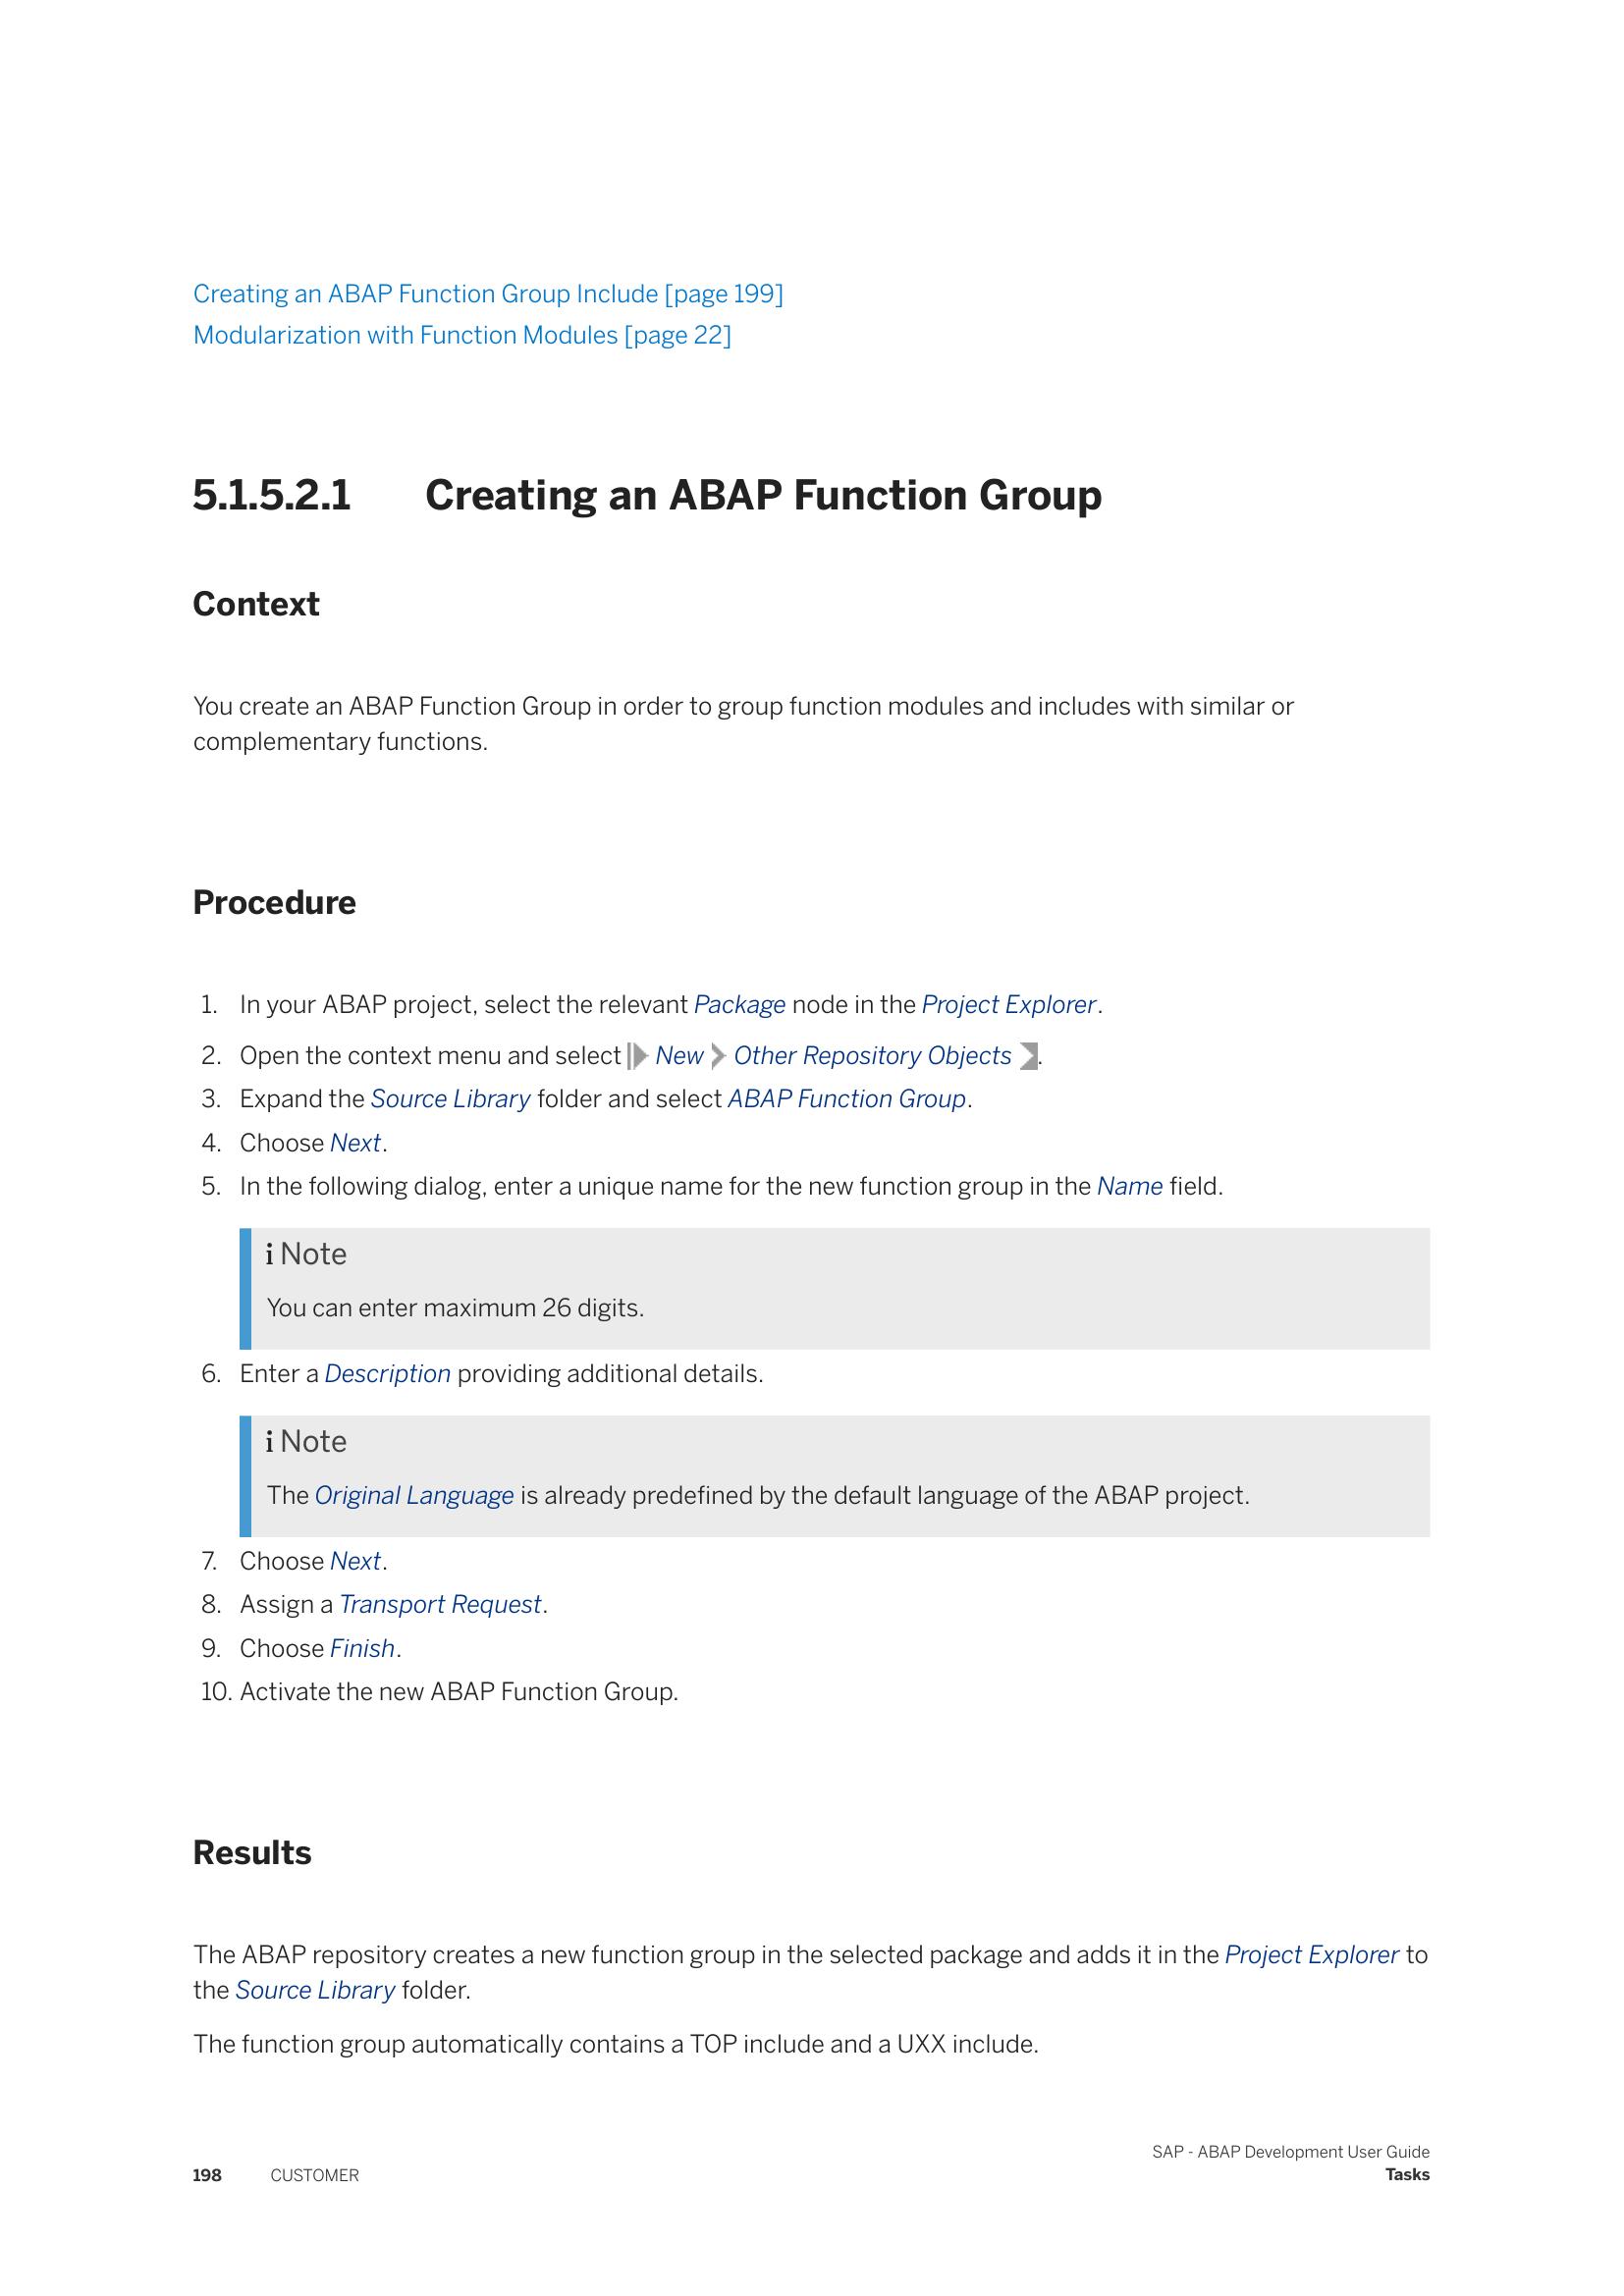 Creating an ABAP Function Group Include [page 199]
Modularization with Function Modules [page 22]
5.1.5.2.1 Creating an ABAP Function Group
Context
You create an ABAP Function Group in order to group function modules and includes with similar or
complementary functions.
Procedure
1. In your ABAP project, select the relevant Package node in the Project Explorer.
2. Open the context menu and select New Other Repository Objects .
3. Expand the Source Library folder and select ABAP Function Group.
4. Choose Next.
5. In the following dialog, enter a unique name for the new function group in the Name field.
i Note
You can enter maximum 26 digits.
6. Enter a Description providing additional details.
i Note
The Original Language is already predefined by the default language of the ABAP project.
7. Choose Next.
8. Assign a Transport Request.
9. Choose Finish.
10. Activate the new ABAP Function Group.
Results
The ABAP repository creates a new function group in the selected package and adds it in the Project Explorer to
the Source Library folder.
The function group automatically contains a TOP include and a UXX include.
SAP - ABAP Development User Guide
198 CUSTOMER Tasks